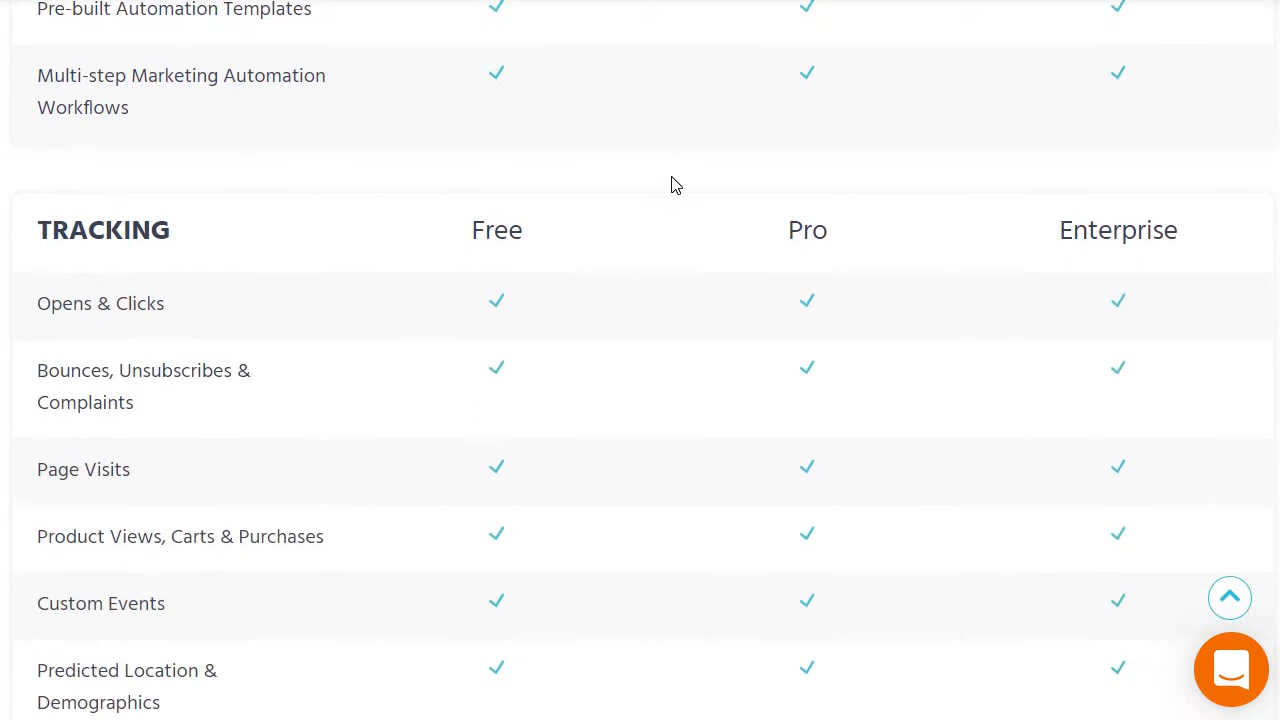 Pre-built Automation Templates
Multi-step Marketing Automation
Workflows
TRACKING Free Pro Enterprise
Opens & Clicks
Bounces, Unsubscribes &
Complaints
Page Visits
Product Views, Carts & Purchases
Custom Events
Predicted Location &
Demographics